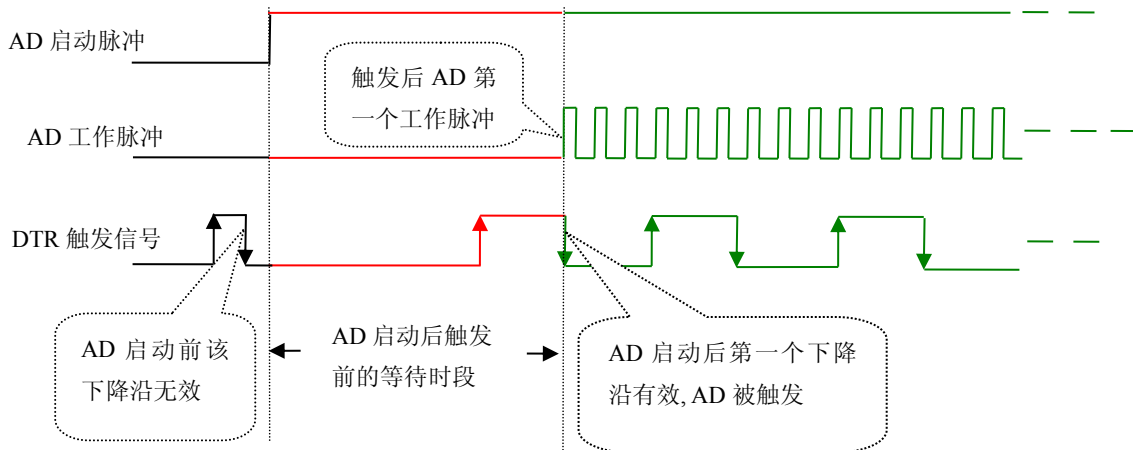 AD 启动脉冲
触发后 AD 第
一个工作脉冲
AD 工作脉冲
DTR 触发信号
AD 启动前该
下降沿无效
AD 启动后触发
前的等待时段
AD 启动后第一个下降
沿有效, AD 被触发